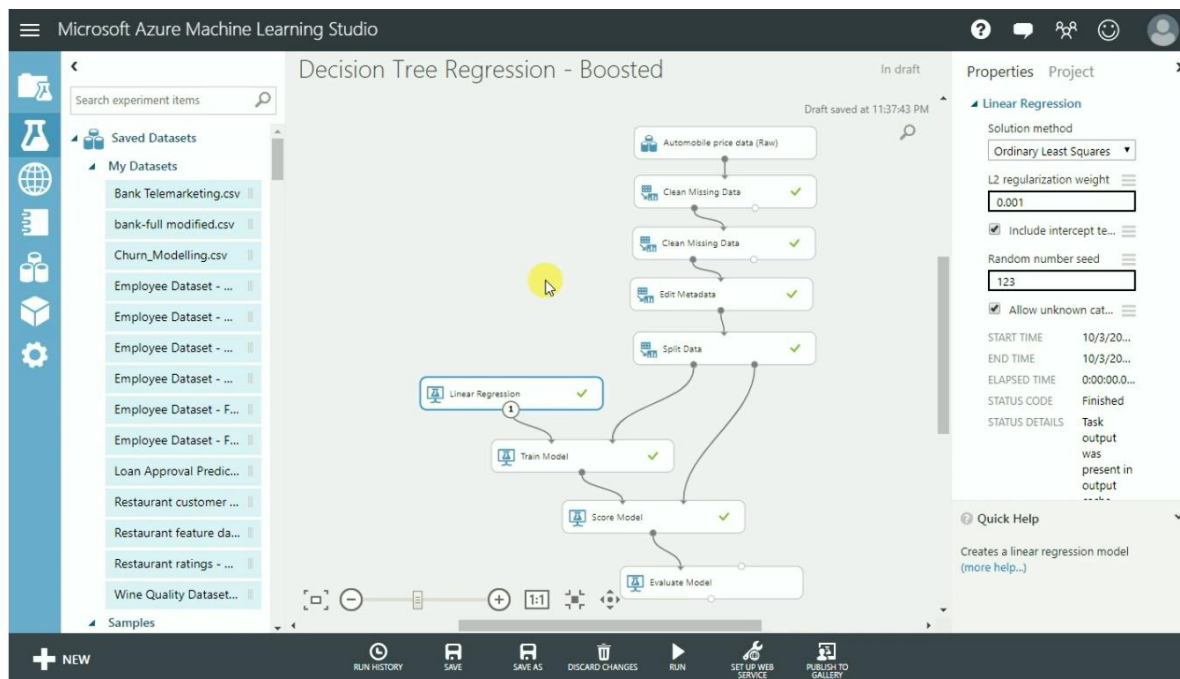 Microsoft Azure Machine Learning Studio
Search experiment items
Saved Datasets
My Datasets
Bank Telemarketing.csv
bank-full modified.csv
Churn_Modelling.csv
Employee Dataset - ...
Employee Dataset - ...
Employee Dataset - ...
Employee Dataset - ...
Employee Dataset - F...
Employee Dataset - F...
Loan Approval Predic...
Restaurant customer ...
Restaurant feature da...
Restaurant ratings - ...
Wine Quality Dataset...
Samples
Decision Tree Regression - Boosted
In draft
Draft saved at 11:37:43 PM
Automobile price data (Raw)
Clean Missing Data
Clean Missing Data
Edit Metadata
Split Data
Linear Regression
1
Train Model
Score Model
Evaluate Model
1:1
Properties Project
Linear Regression
Solution method
Ordinary Least Squares
L2 regularization weight
0.001
Include intercept te...
Random number seed
123
Allow unknown cat...
START TIME 10/3/20...
END TIME 10/3/20...
ELAPSED TIME 0:00:00.0...
STATUS CODE Finished
STATUS DETAILS Task
output
was
present in
output
Quick Help
Creates a linear regression model
(more help...)
NEW
RUN HISTORY
SAVE
SAVE AS
DISCARD CHANGES
RUN
SET UP WEB
SERVICE
PUBLISH TO
GALLERY